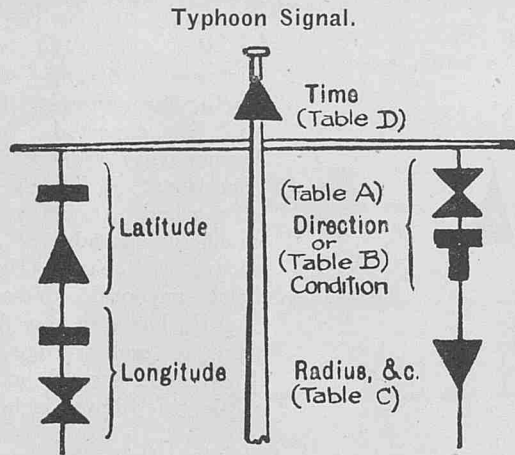 Typhoon Signal.
Time
(Table D)
Latitude
(Table A)
Direction
or
(Table B)
Condition
Longitude
Radius, &c.
(Table C)